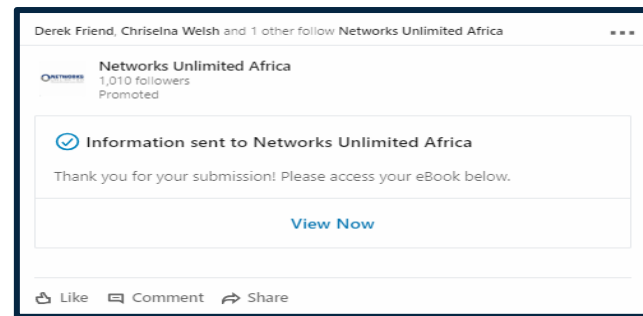 Derek Friend, Chriselna Welsh and 1 other follow Networks Unlimited Africa
NETWORKS
Networks Unlimited Africa
1,010 followers
Promoted
Information sent to Networks Unlimited Africa
Thank you for your submission! Please access your eBook below.
View Now
Like Comment Share